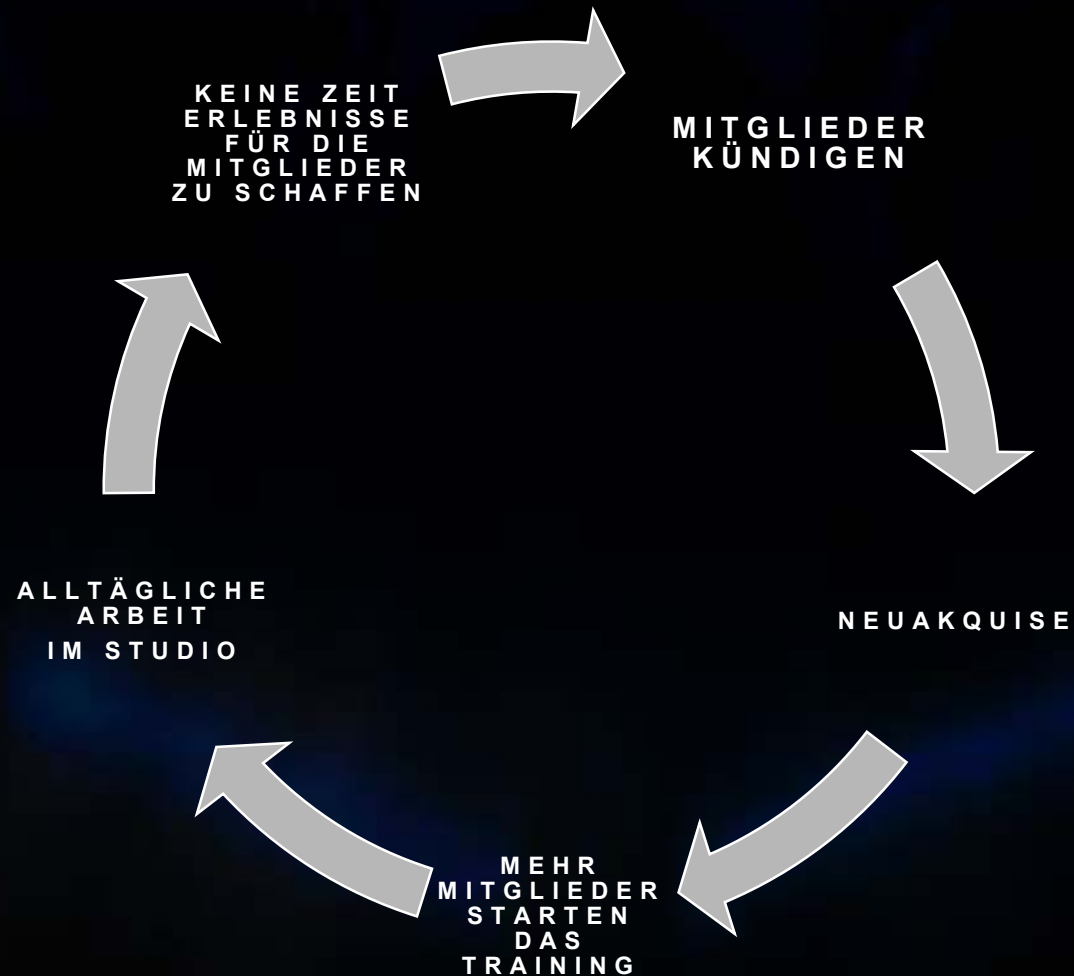 KEINE ZEIT
ERLEBNISSE
FÜR DIE
MITGLIEDER
ZU SCHAFFEN
MITGLIEDER
KÜNDIGEN
NEUAKQUISE
MEHR
MITGLIEDER
STARTEN
DAS
TRAINING
ALLTÄGLICHE
ARBEIT
IM STUDIO